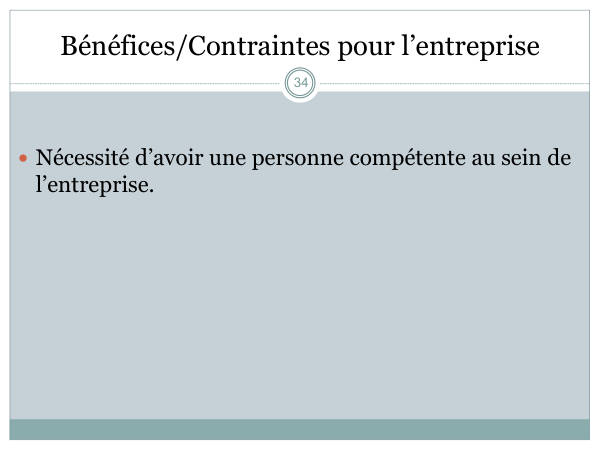 Bénéfices/Contraintes pour l’entreprise
34
• Nécessité d’avoir une personne compétente au sein de
l’entreprise.